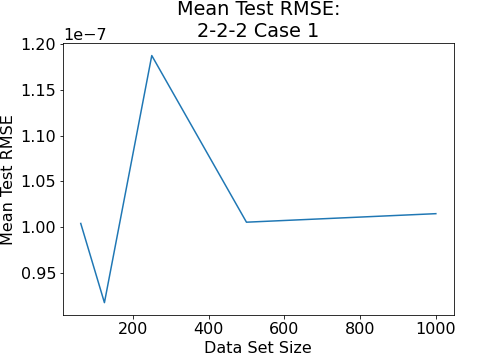 Mean Test RMSE:
2-2-2 Case 1
1e−7
1.20
1.15
1.10
1.05
1.00
0.95
Mean Test RMSE
200 400 600 800 1000
Data Set Size